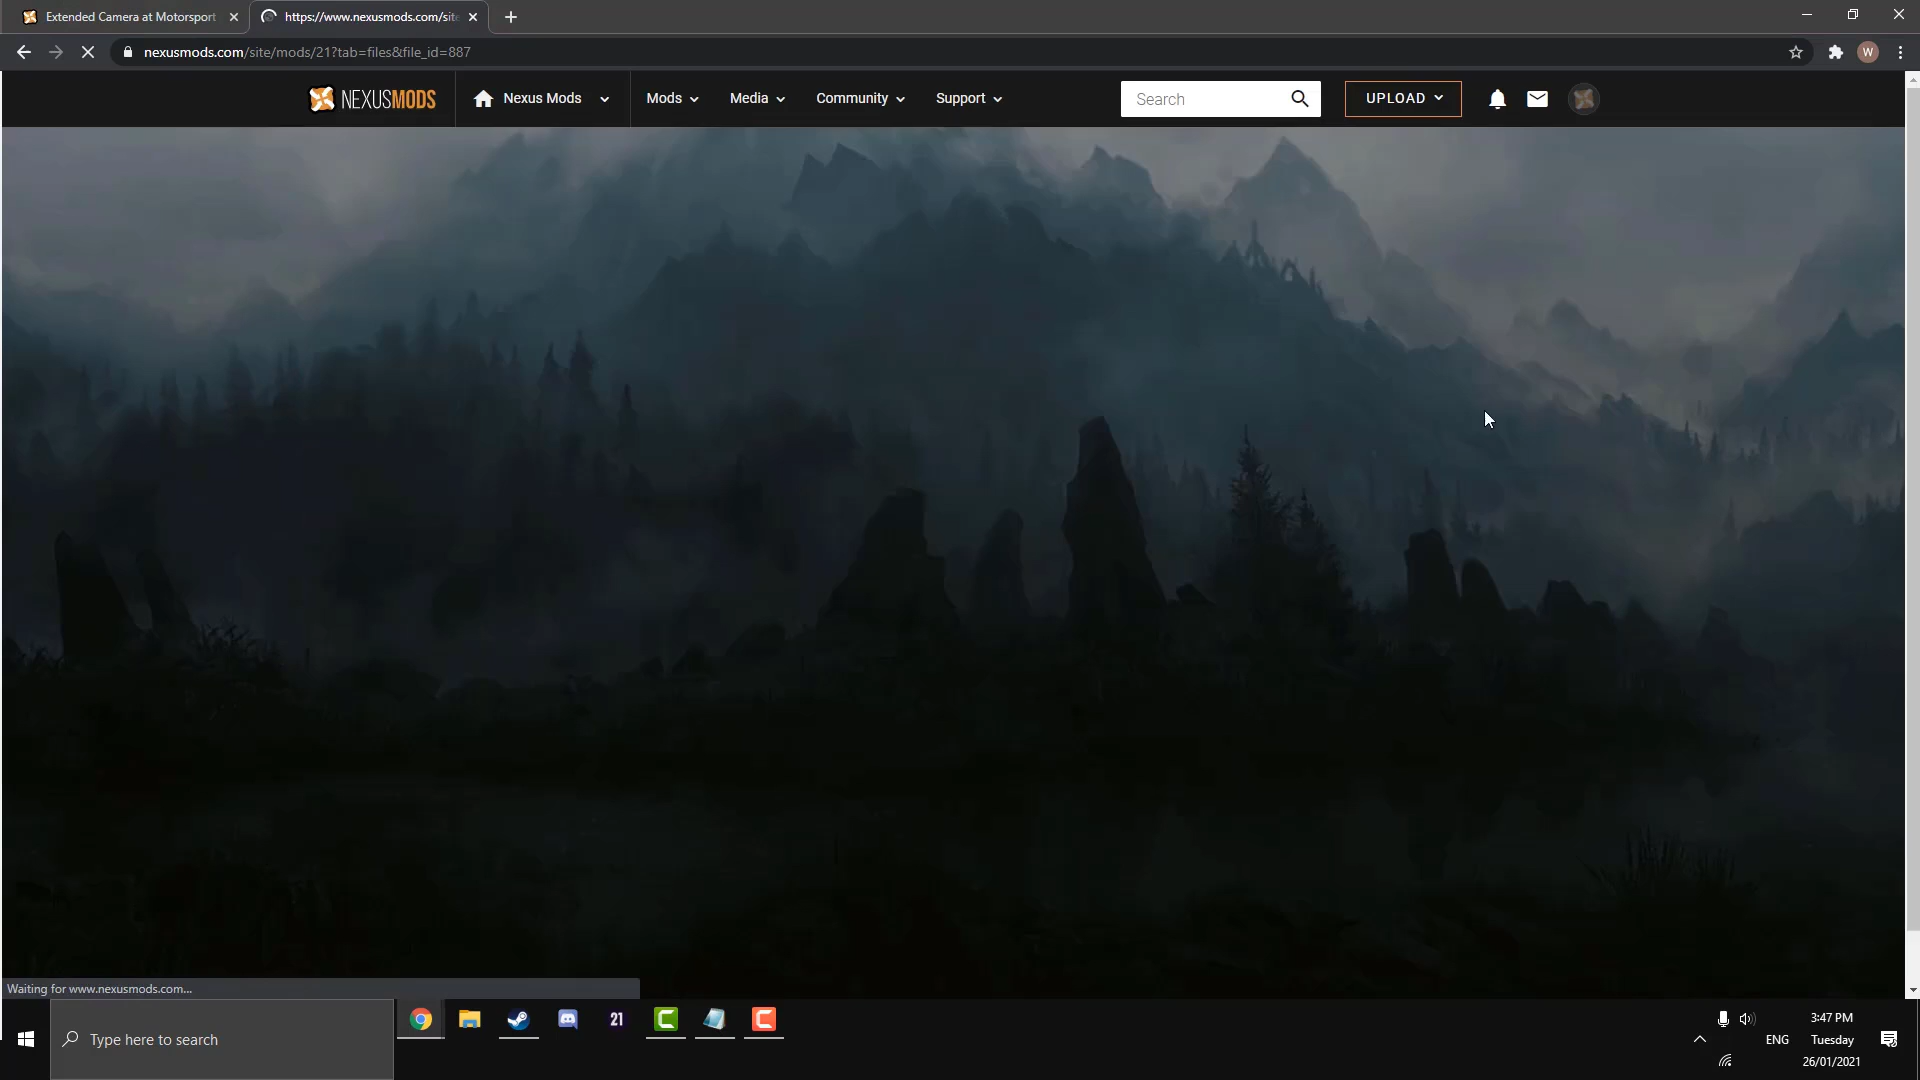 Extended Camera at Motorsport
https://www.nexusmods.com/site
nexusmods.com/site/mods/21?tab=files&file_id=887
W
NEXUSMODS
Nexus Mods
Mods
Media
Community
Support
Search
UPLOAD
Waiting for www.nexusmods.com...
Type here to search
21
ENG
3:47 PM
Tuesday
26/01/2021